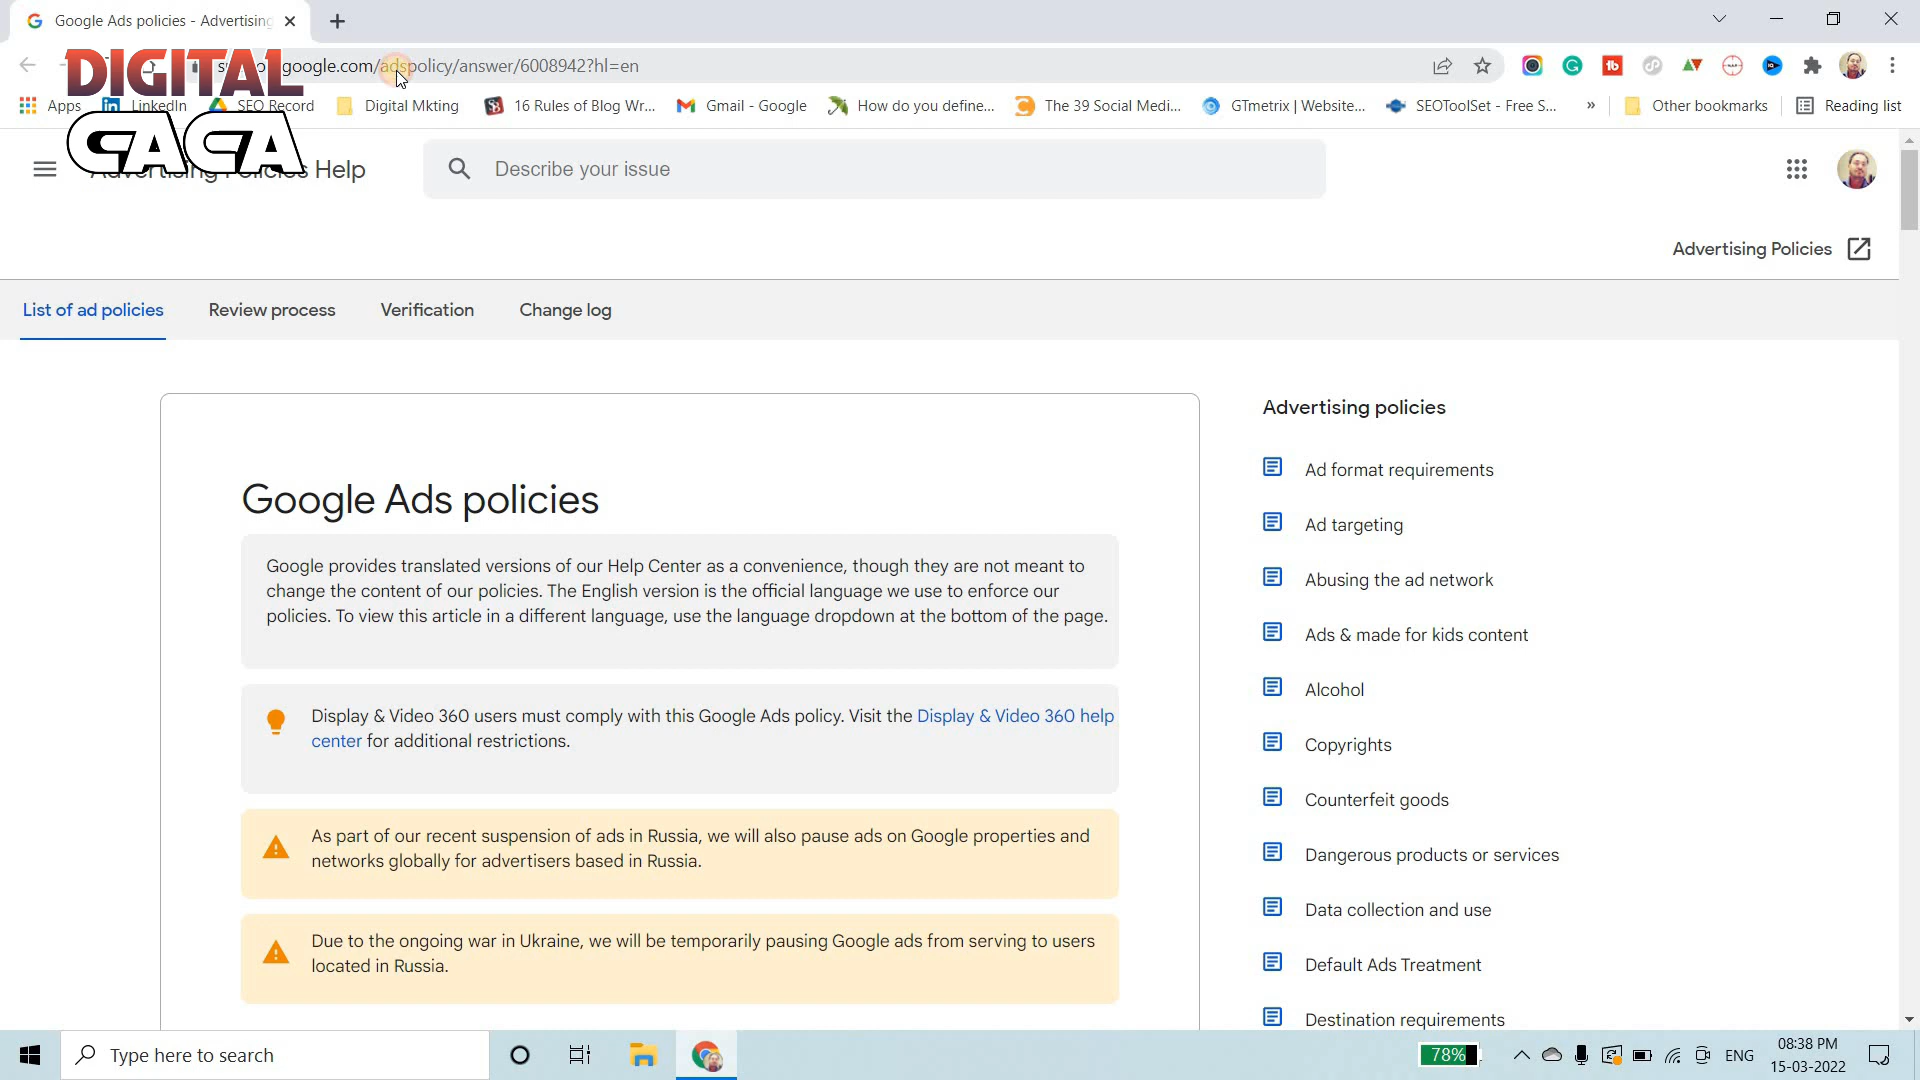 Google Ads policies - Advertising
DIGITAL
CACA
google.com/adspolicy/answer/6008942?hl=en
Apps
LinkedIn
SEO Record
Digital Mkting
16 Rules of Blog Wr...
Gmail - Google
How do you define...
The 39 Social Medi...
GTmetrix | Website...
SEOToolSet - Free S...
»
Other bookmarks
Reading list
Advertising Policies Help
Describe your issue
Advertising Policies
List of ad policies
Review process
Verification
Change log
Google Ads policies
Google provides translated versions of our Help Center as a convenience, though they are not meant to
change the content of our policies. The English version is the official language we use to enforce our
policies. To view this article in a different language, use the language dropdown at the bottom of the page.
Display & Video 360 users must comply with this Google Ads policy. Visit the Display & Video 360 help
center for additional restrictions.
As part of our recent suspension of ads in Russia, we will also pause ads on Google properties and
networks globally for advertisers based in Russia.
Due to the ongoing war in Ukraine, we will be temporarily pausing Google ads from serving to users
located in Russia.
Advertising policies
Ad format requirements
Ad targeting
Abusing the ad network
Ads & made for kids content
Alcohol
Copyrights
Counterfeit goods
Dangerous products or services
Data collection and use
Default Ads Treatment
Destination requirements
Type here to search
78%
ENG
08:38 PM
15-03-2022